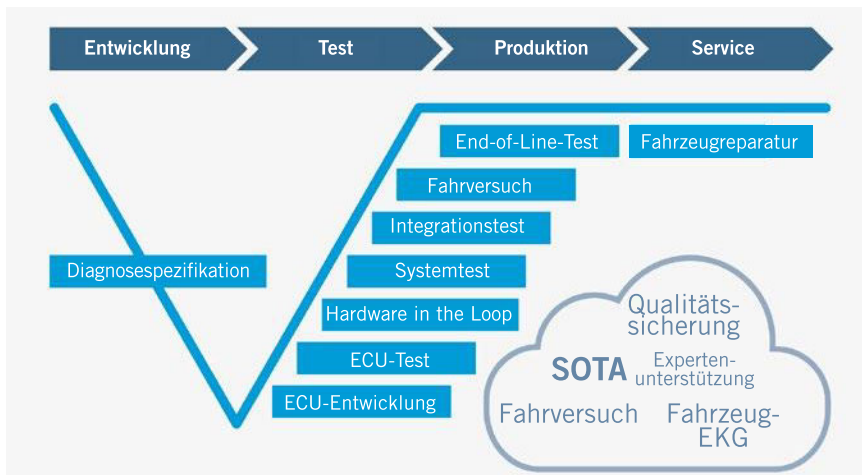 Entwicklung
Test
Produktion
Service
End-of-Line-Test
Fahrzeugreparatur
Fahrversuch
Integrationstest
Diagnosespezifikation
Systemtest
Hardware in the Loop
ECU-Test
ECU-Entwicklung
Qualitäts-
sicherung
SOTA
Experten-
unterstützung
Fahrversuch
Fahrzeug-
EKG